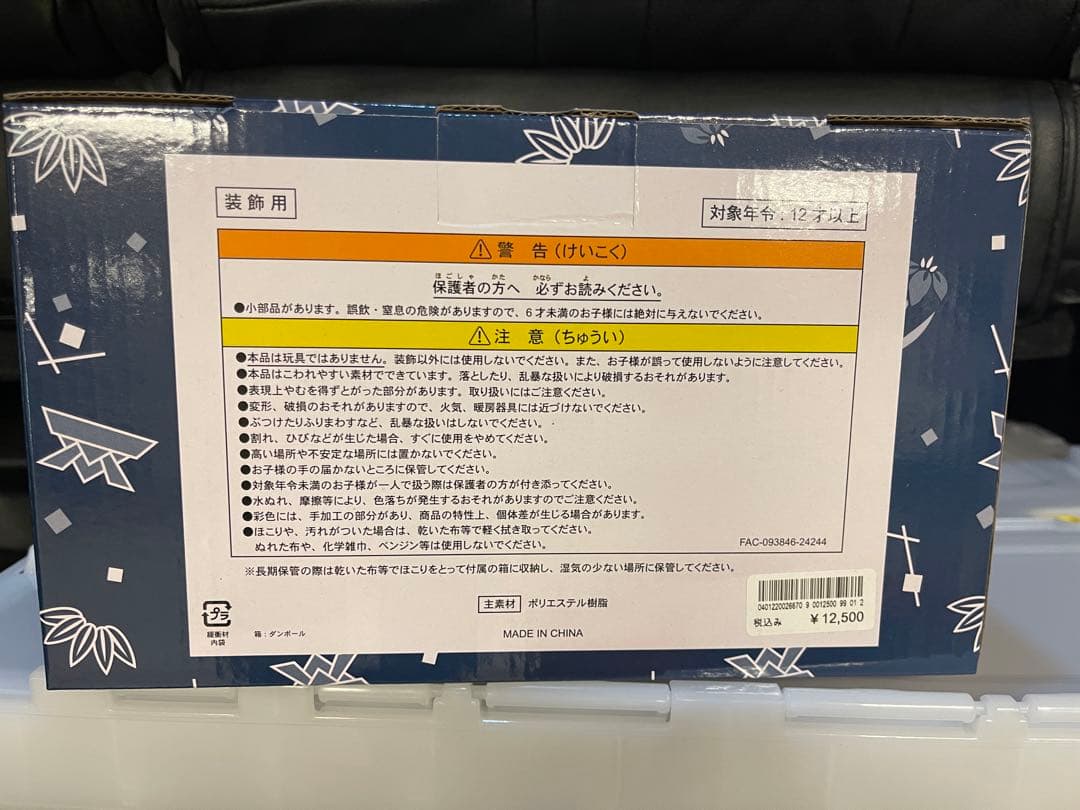 装飾用
対象年令：12才以上
⚠警 告（けいこく）
保護者の方へ 必ずお読みください。
●小部品があります。誤飲・窒息の危険がありますので、6才未満のお子様には絶対に与えないでください。
⚠注 意（ちゅうい）
●本品は玩具ではありません。装飾以外には使用しないでください。また、お子様が誤って使用しないように注意してください。
●本品はこわれやすい素材でできています。落としたり、乱暴な扱いにより破損するおそれがあります。
●表現上やむを得ずとがった部分があります。取り扱いにはご注意ください。
●変形、破損のおそれがありますので、火気、暖房器具には近づけないでください。
●ぶつけたりふりまわすなど、乱暴な扱いはしないでください。
●割れ、ひびなどが生じた場合、すぐに使用をやめてください。
●高い場所や不安定な場所には置かないでください。
●お子様の手の届かないところに保管してください。
●対象年令未満のお子様が一人で扱う際は保護者の方が付き添ってください。
●水ぬれ、摩擦等により、色落ちが発生するおそれがありますのでご注意ください。
●彩色には、手加工の部分があり、商品の特性上、個体差が生じる場合があります。
●ほこりや、汚れがついた場合は、乾いた布等で軽く拭き取ってください。
ぬれた布や、化学雑巾、ベンジン等は使用しないでください。
FAC-093846-24244
※長期保管の際は乾いた布等でほこりをとって付属の箱に収納し、湿気の少ない場所に保管してください。
主素材 ポリエステル樹脂
MADE IN CHINA
プラ
緩衝材
内袋
箱：ダンボール
0401220026670 9 0012500 99 01 2
税込み ￥12,500